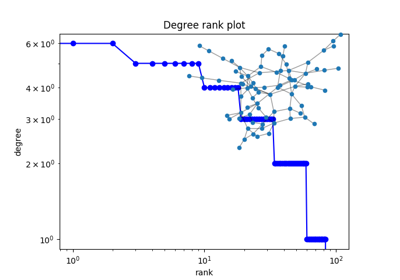 Degree rank plot
6 × 10⁰
4 × 10⁰
3 × 10⁰
2 × 10⁰
10⁰
degree
10⁰ 10¹ 10²
rank